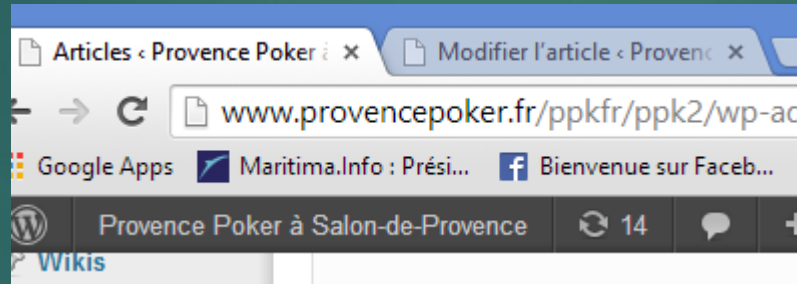 Articles ‹ Provence Poker à × Modifier l'article ‹ Provenc ×
www.provencepoker.fr/ppkfr/ppk2/wp-ad
Google Apps Maritima.Info : Prési... Bienvenue sur Faceb...
Provence Poker à Salon-de-Provence 14
Wikis